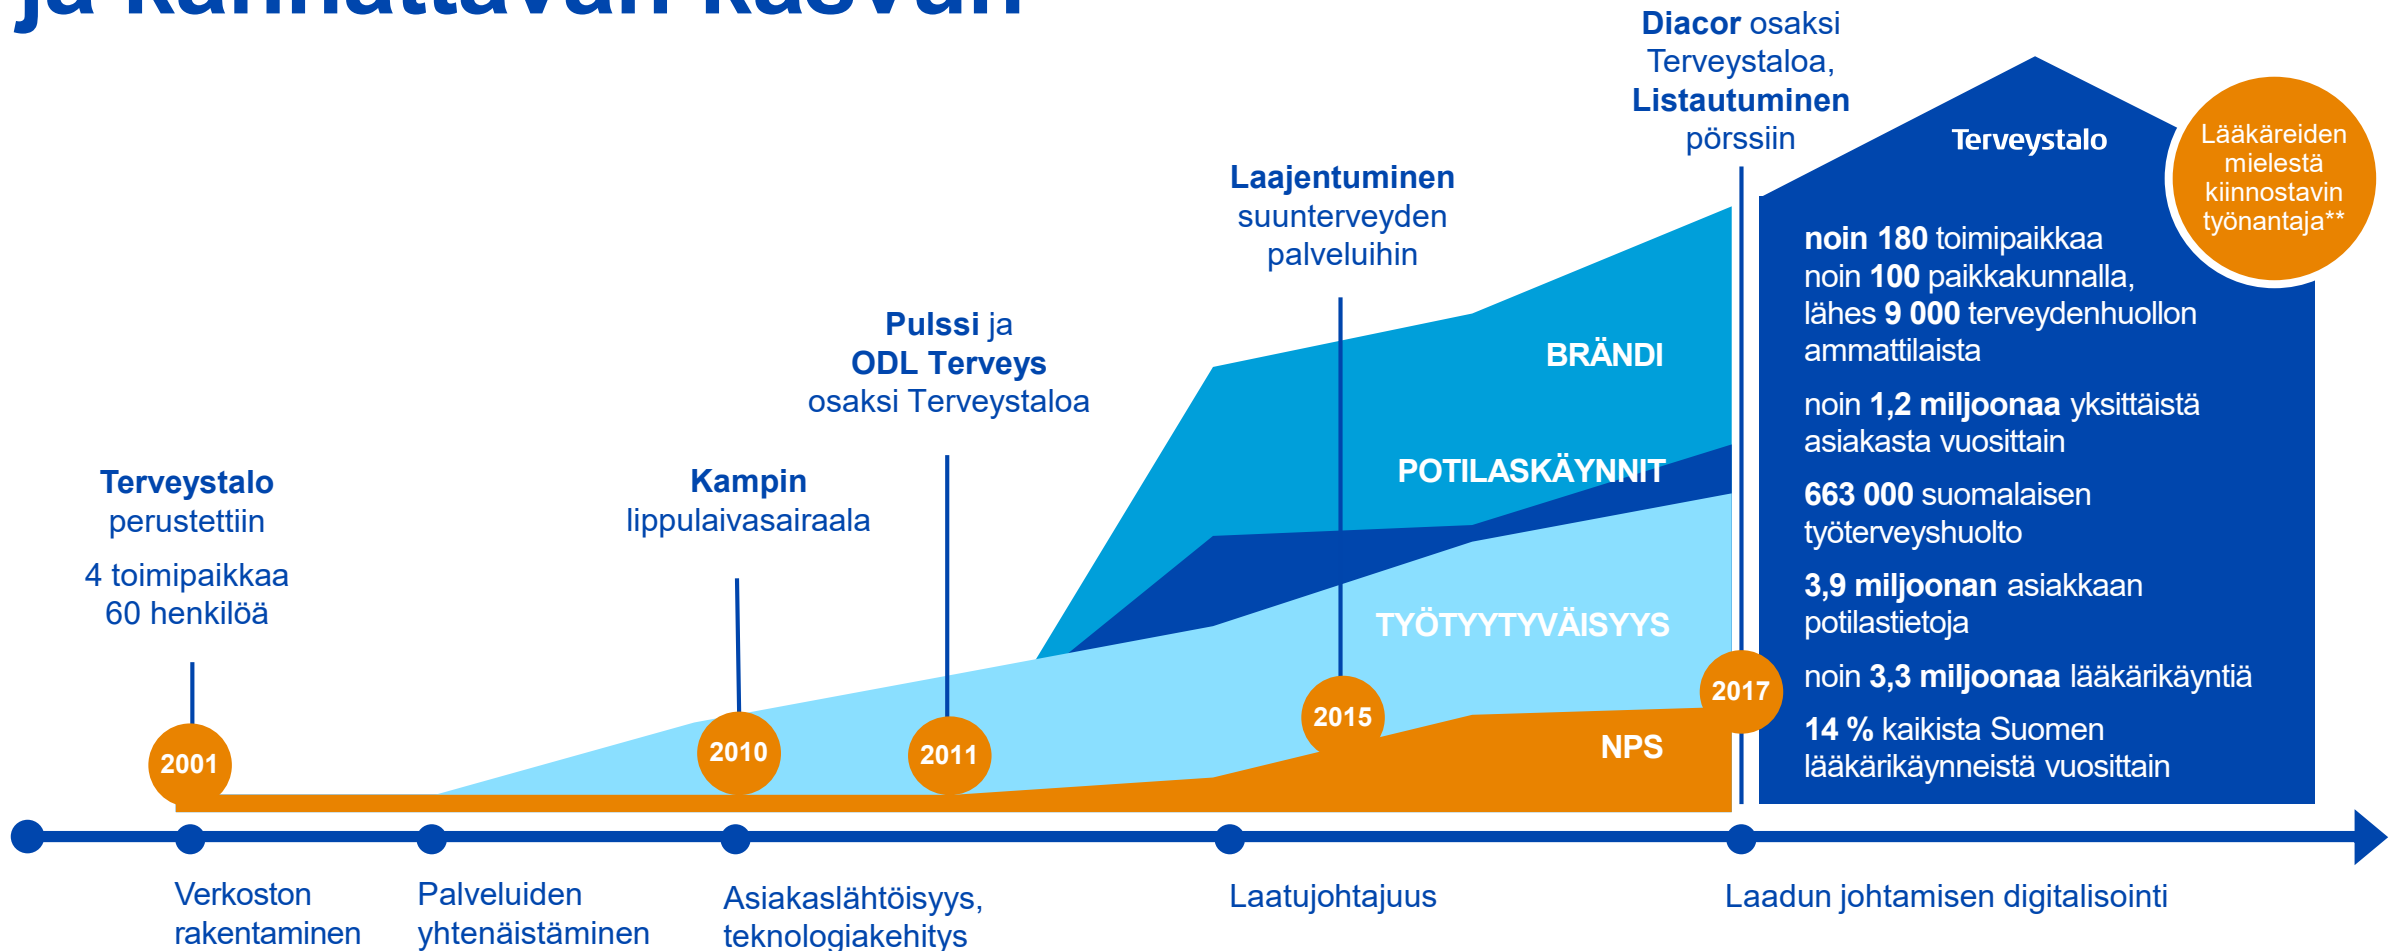 ja kannattavan kasvun
Diacor osaksi
Terveystaloa,
Listautuminen
pörssiin
Laajentuminen
suunterveyden
palveluihin
Pulssi ja
ODL Terveys
osaksi Terveystaloa
Kampin
lippulaivasairaala
Terveystalo
perustettiin
4 toimipaikkaa
60 henkilöä
BRÄNDI
POTILASKÄYNNIT
TYÖTYYTYVÄISYYS
NPS
2001
2010
2011
2015
2017
Terveystalo
Lääkäreiden
mielestä
kiinnostavin
työnantaja**
noin 180 toimipaikkaa
noin 100 paikkakunnalla,
lähes 9 000 terveydenhuollon
ammattilaista
noin 1,2 miljoonaa yksittäistä
asiakasta vuosittain
663 000 suomalaisen
työterveyshuolto
3,9 miljoonan asiakkaan
potilastietoja
noin 3,3 miljoonaa lääkärikäyntiä
14 % kaikista Suomen
lääkärikäynneistä vuosittain
Verkoston
rakentaminen
Palveluiden
yhtenäistäminen
Asiakaslähtöisyys,
teknologiakehitys
Laatujohtajuus
Laadun johtamisen digitalisointi